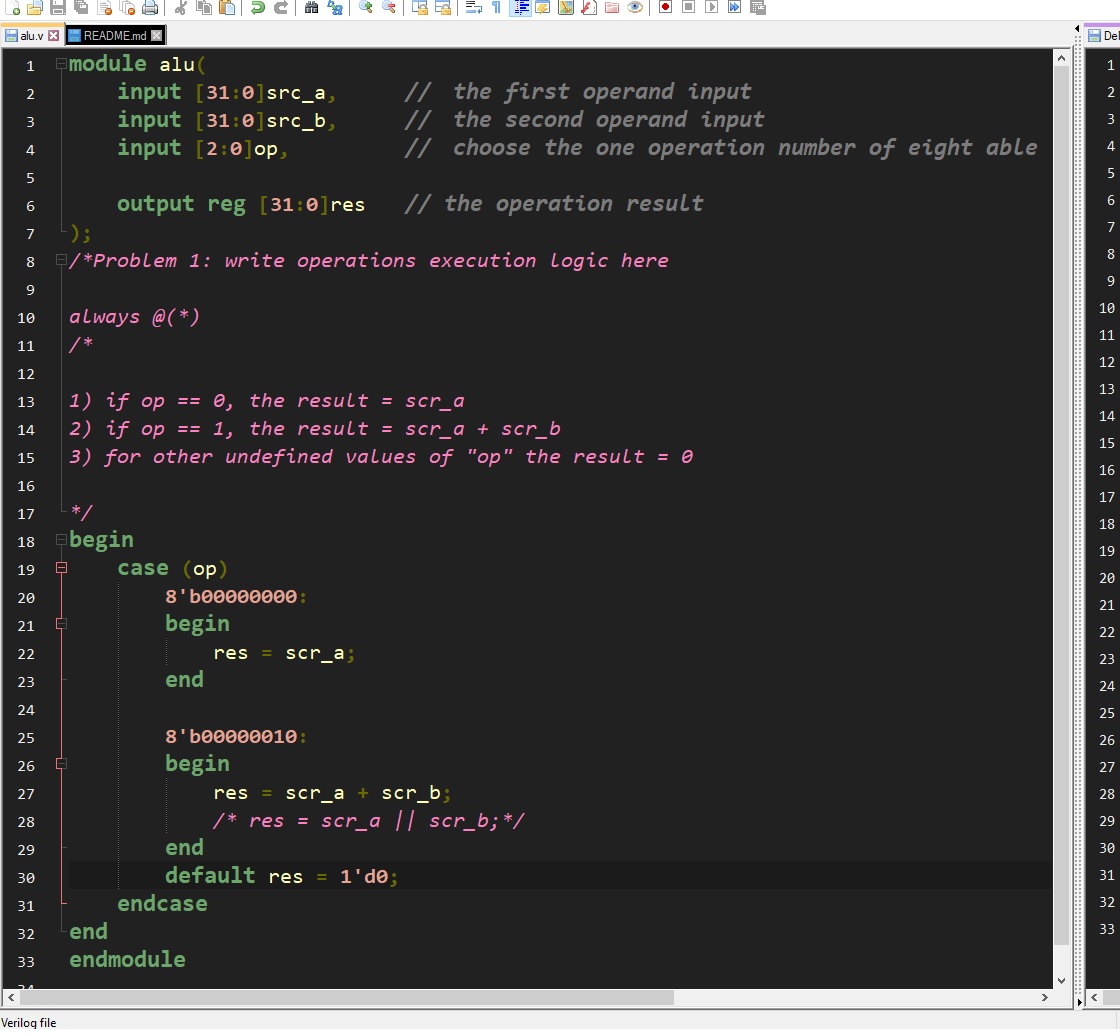 alu.v README.md
1 module alu(
2 input [31:0]src_a, // the first operand input
3 input [31:0]src_b, // the second operand input
4 input [2:0]op, // choose the one operation number of eight able
5
6 output reg [31:0]res // the operation result
7 );
8 /*Problem 1: write operations execution logic here
9
10 always @(*)
11 /*
12
13 1) if op == 0, the result = scr_a
14 2) if op == 1, the result = scr_a + scr_b
15 3) for other undefined values of "op" the result = 0
16
17 */
18 begin
19 case (op)
20 8'b00000000:
21 begin
22 res = scr_a;
23 end
24
25 8'b00000010:
26 begin
27 res = scr_a + scr_b;
28 /* res = scr_a || scr_b;*/
29 end
30 default res = 1'd0;
31 endcase
32 end
33 endmodule
34
Del
1
2
3
4
5
6
7
8
9
10
11
12
13
14
15
16
17
18
19
20
21
22
23
24
25
26
27
28
29
30
31
32
33
Verilog file